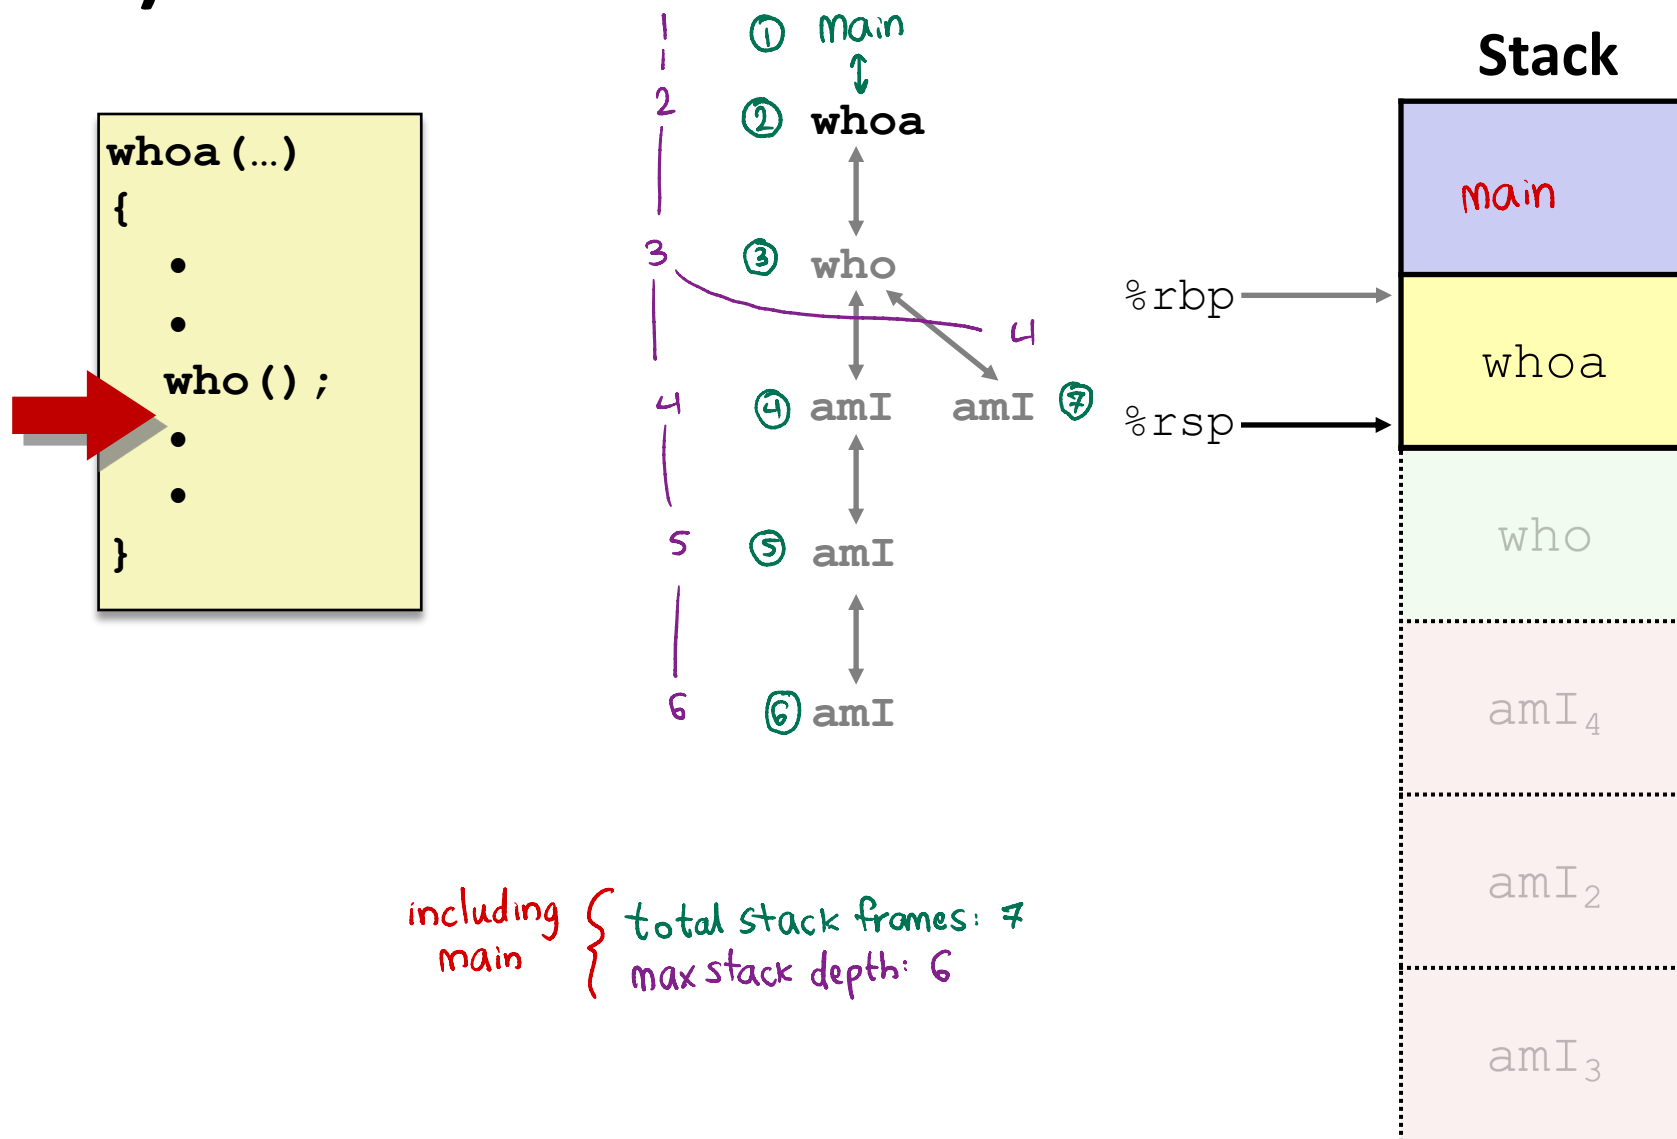 whoa(…)
{
•
•
who();
•
•
}
1
① main
2
② whoa
3
③ who
4
4
④ amI
amI ⑦
5
⑤ amI
6
⑥ amI
including
main
total stack frames: 7
max stack depth: 6
Stack
main
%rbp
whoa
%rsp
who
amI4
amI2
amI3